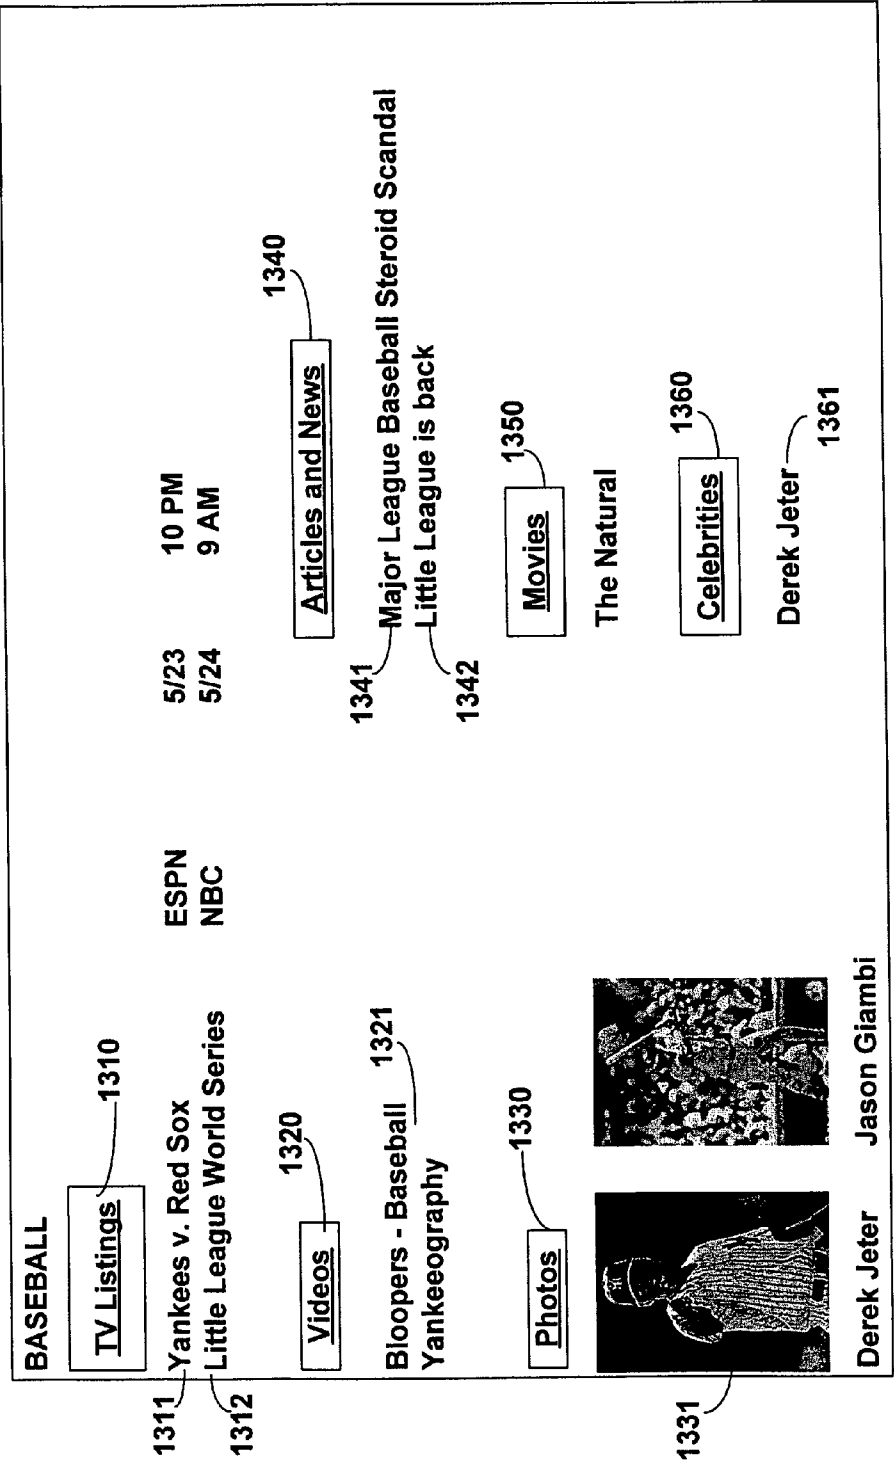 BASEBALL
TV Listings
1310
1311
Yankees v. Red Sox ESPN 5/23 10 PM
1312
Little League World Series NBC 5/24 9 AM
Videos
1320
Bloopers - Baseball
1321
Yankeeography
Photos
1330
1331
Derek Jeter
Jason Giambi
Articles and News
1340
1341
Major League Baseball Steroid Scandal
1342
Little League is back
Movies
1350
The Natural
Celebrities
1360
Derek Jeter
1361